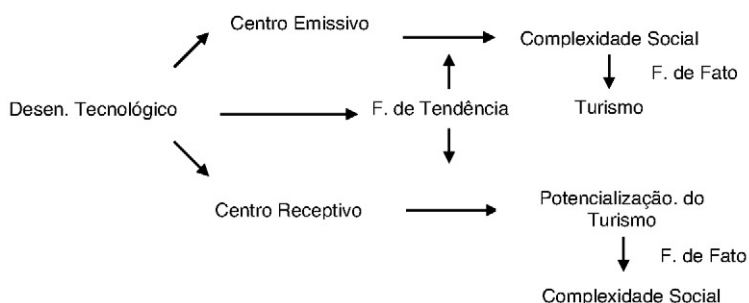 Centro Emissivo
Complexidade Social
F. de Fato
Desen. Tecnológico
F. de Tendência
Turismo
Centro Receptivo
Potencialização. do
Turismo
F. de Fato
Complexidade Social